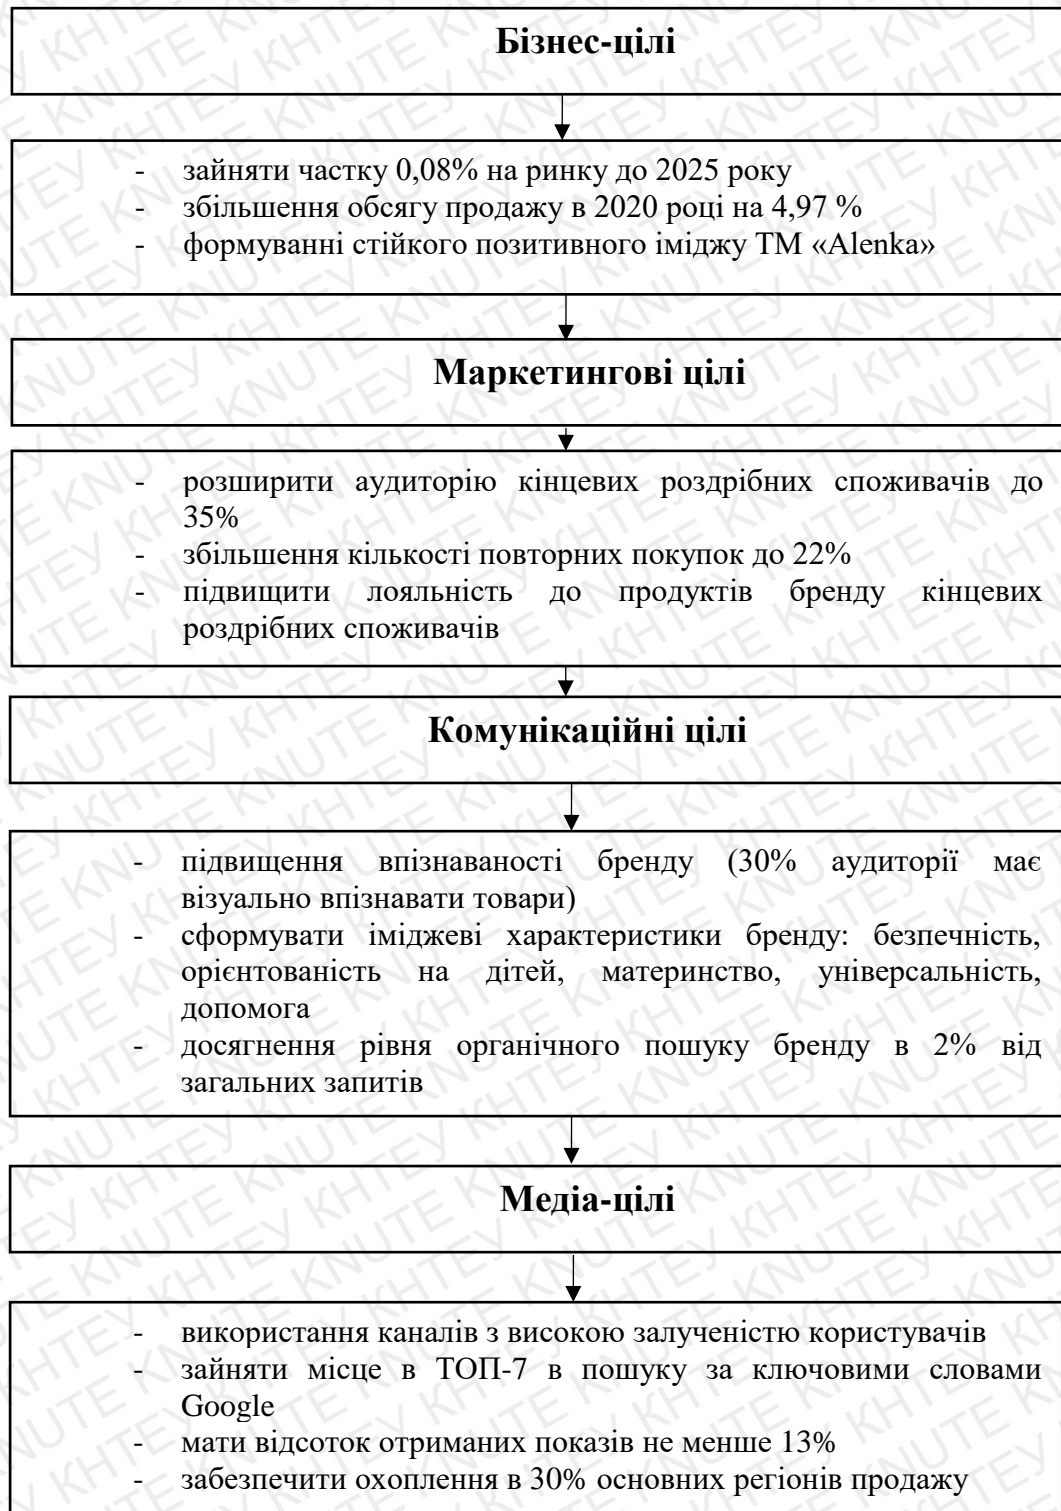 Бізнес-цілі
- зайняти частку 0,08% на ринку до 2025 року
- збільшення обсягу продажу в 2020 році на 4,97 %
- формуванні стійкого позитивного іміджу ТМ «Alenka»
Маркетингові цілі
- розширити аудиторію кінцевих роздрібних споживачів до
35%
- збільшення кількості повторних покупок до 22%
- підвищити лояльність до продуктів бренду кінцевих
роздрібних споживачів
Комунікаційні цілі
- підвищення впізнаваності бренду (30% аудиторії має
візуально впізнавати товари)
- сформувати іміджеві характеристики бренду: безпечність,
орієнтованість на дітей, материнство, універсальність,
допомога
- досягнення рівня органічного пошуку бренду в 2% від
загальних запитів
Медіа-цілі
- використання каналів з високою залученістю користувачів
- зайняти місце в ТОП-7 в пошуку за ключовими словами
Google
- мати відсоток отриманих показів не менше 13%
- забезпечити охоплення в 30% основних регіонів продажу